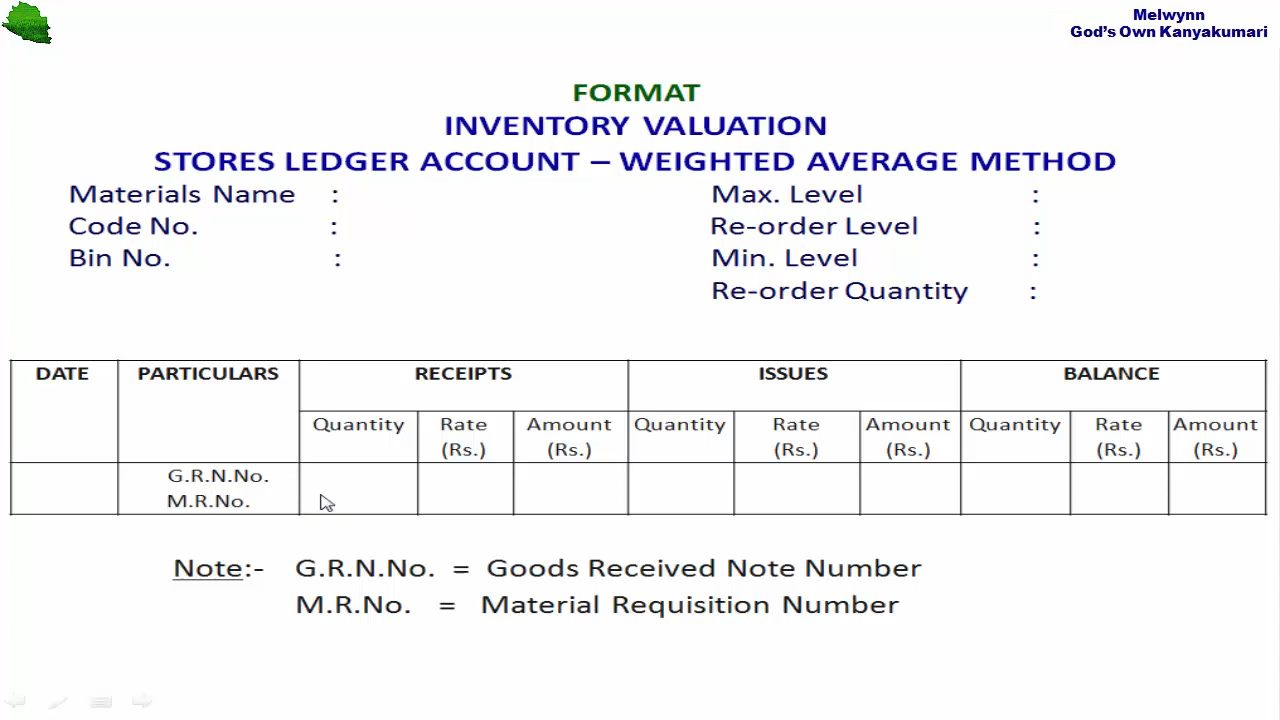 Melwynn
God's Own Kanyakumari
FORMAT
INVENTORY VALUATION
STORES LEDGER ACCOUNT – WEIGHTED AVERAGE METHOD
Materials Name :
Max. Level :
Code No. :
Re-order Level :
Bin No. :
Min. Level :
Re-order Quantity :
DATE PARTICULARS RECEIPTS ISSUES BALANCE
Quantity Rate Amount Quantity Rate Amount Quantity Rate Amount
(Rs.) (Rs.) (Rs.) (Rs.) (Rs.) (Rs.)
G.R.N.No.
M.R.No.
Note:- G.R.N.No. = Goods Received Note Number
M.R.No. = Material Requisition Number